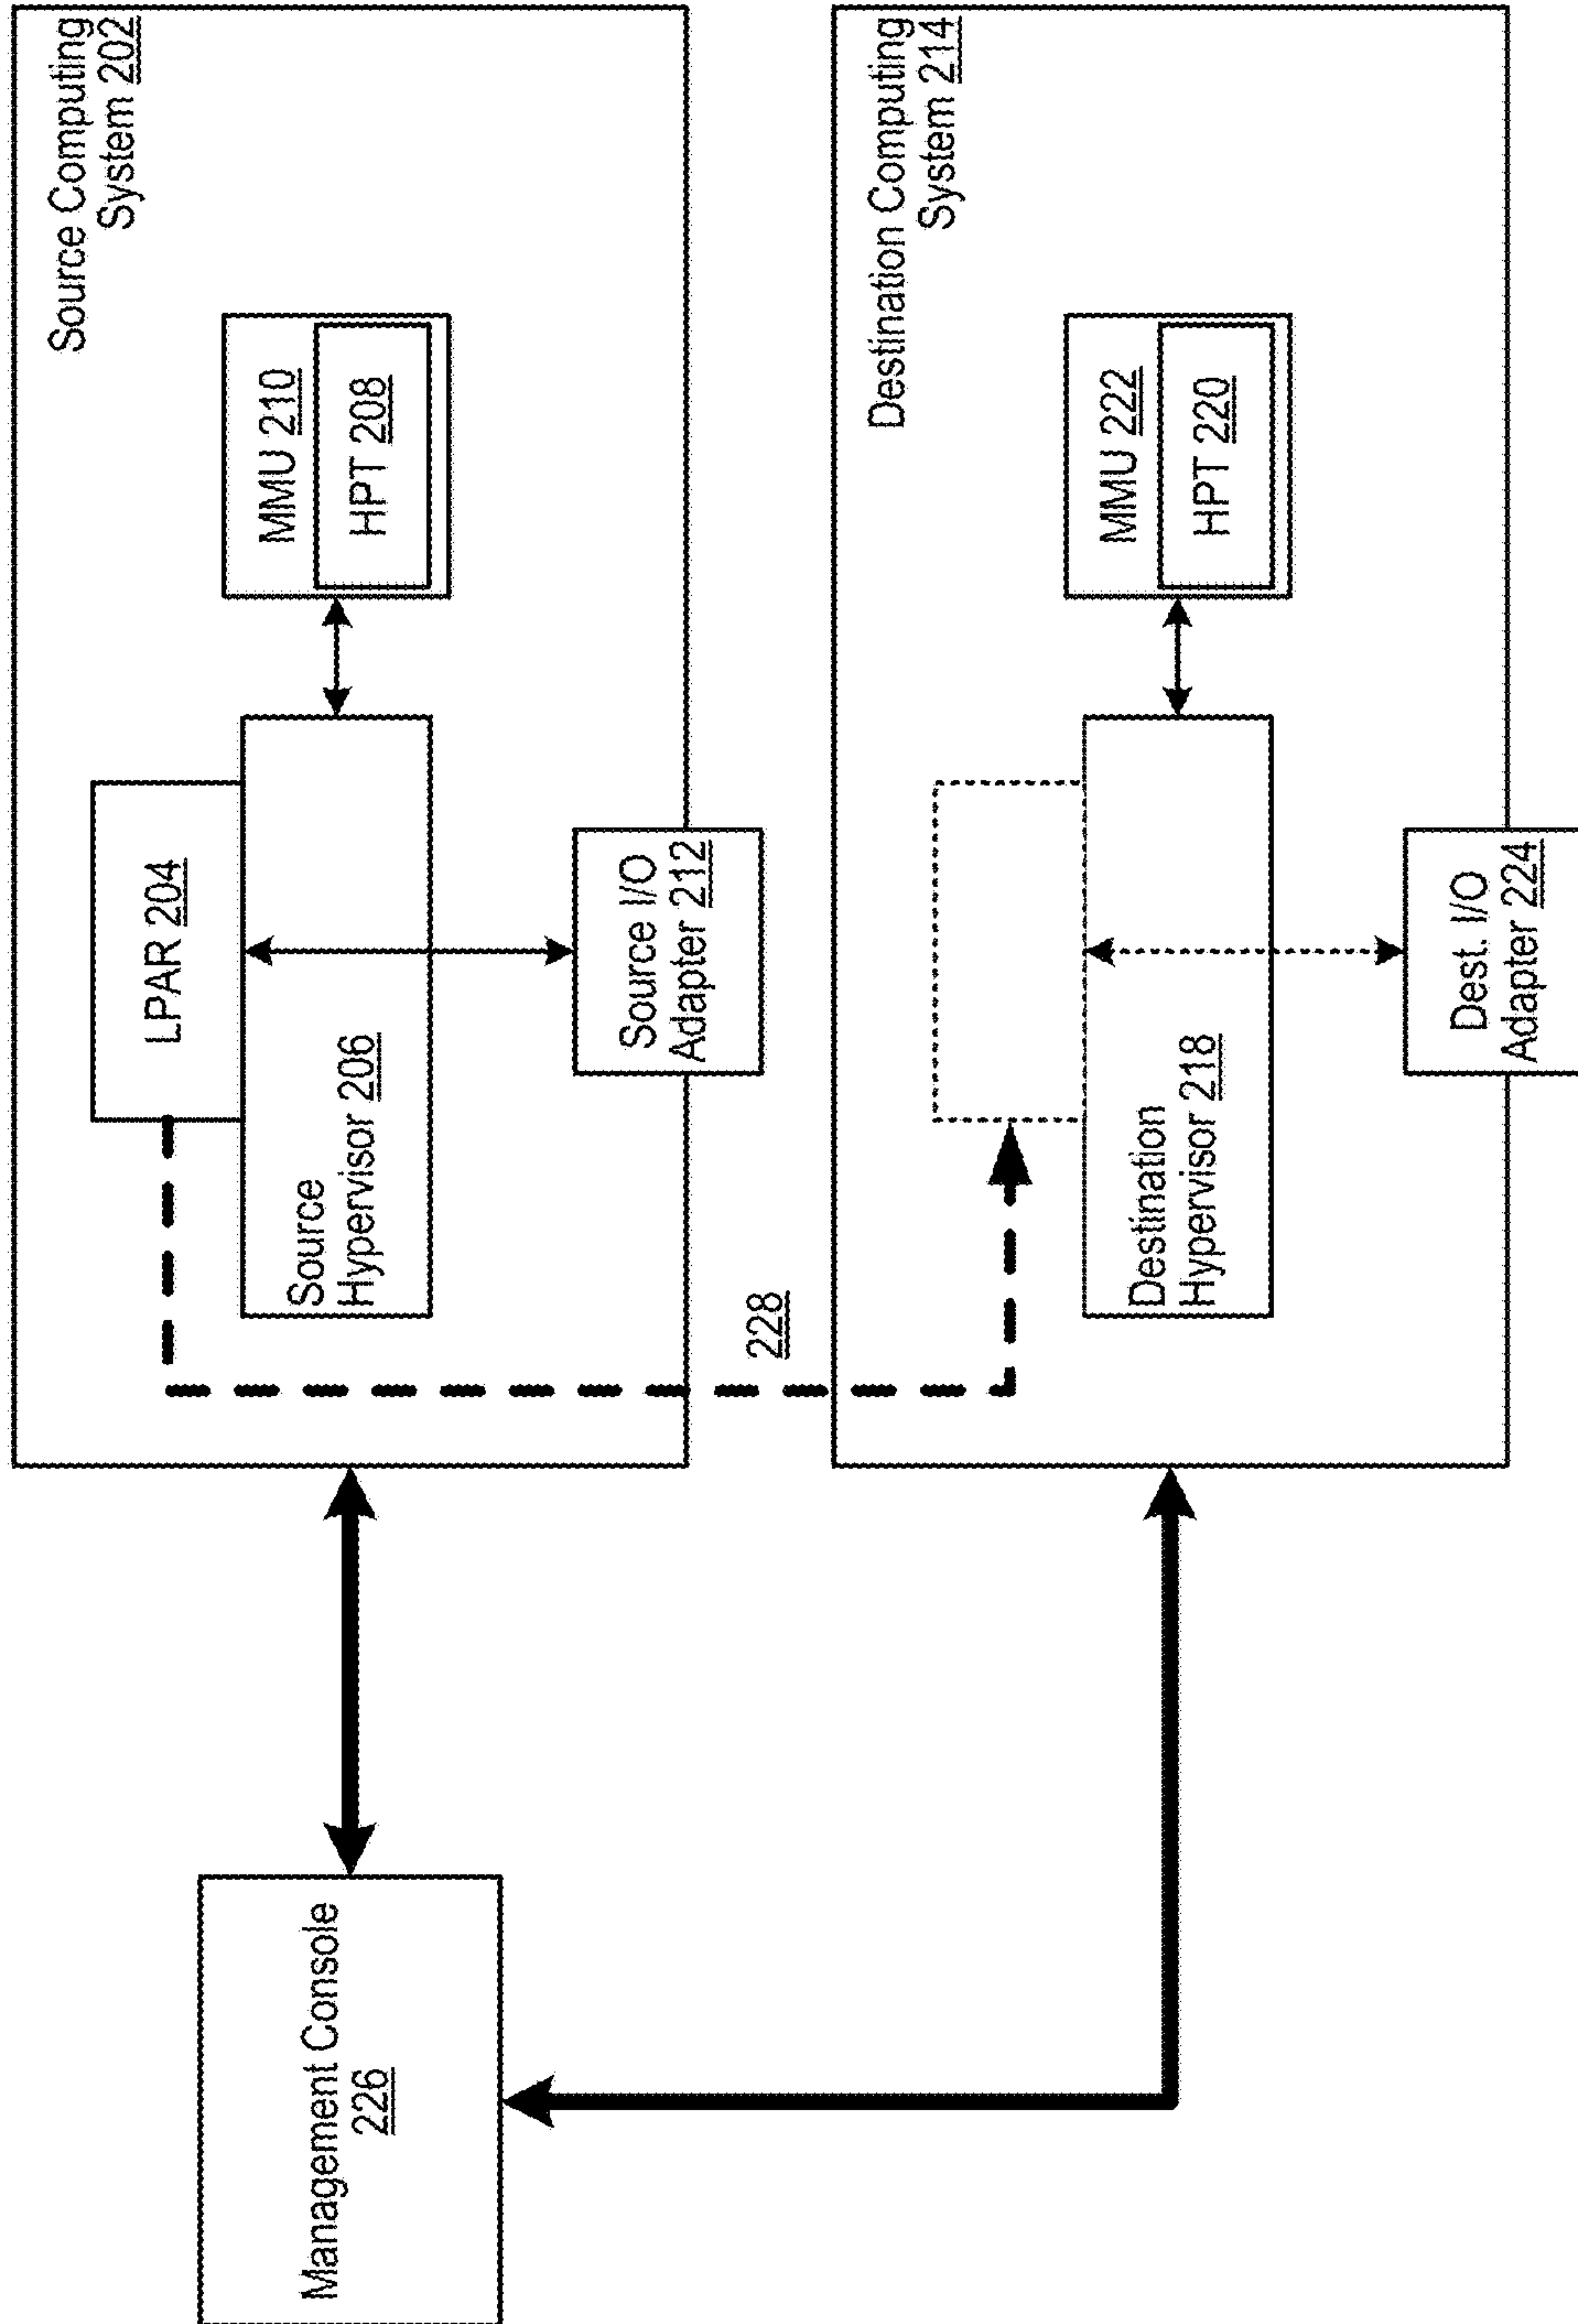 Management Console
226
Source Computing
System 202
LPAR 204
Source
Hypervisor 206
MMU 210
HPT 208
Source I/O
Adapter 212
228
Destination Computing
System 214
Destination
Hypervisor 218
MMU 222
HPT 220
Dest. I/O
Adapter 224